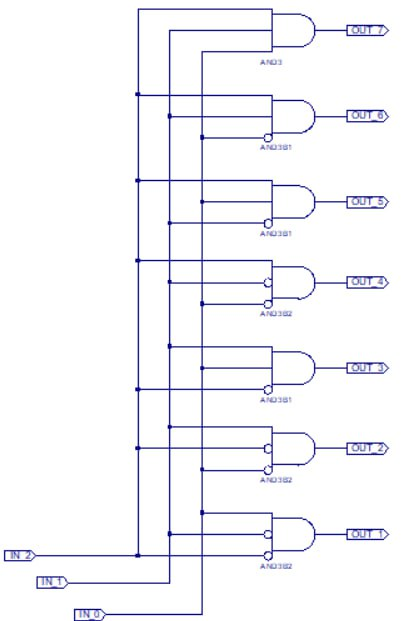 OUT_7
AND3
OUT_6
AND3B1
OUT_5
AND3B1
OUT_4
AND3B2
OUT_3
AND3B1
OUT_2
AND3B2
OUT_1
AND3B2
IN_2
IN_1
IN_0